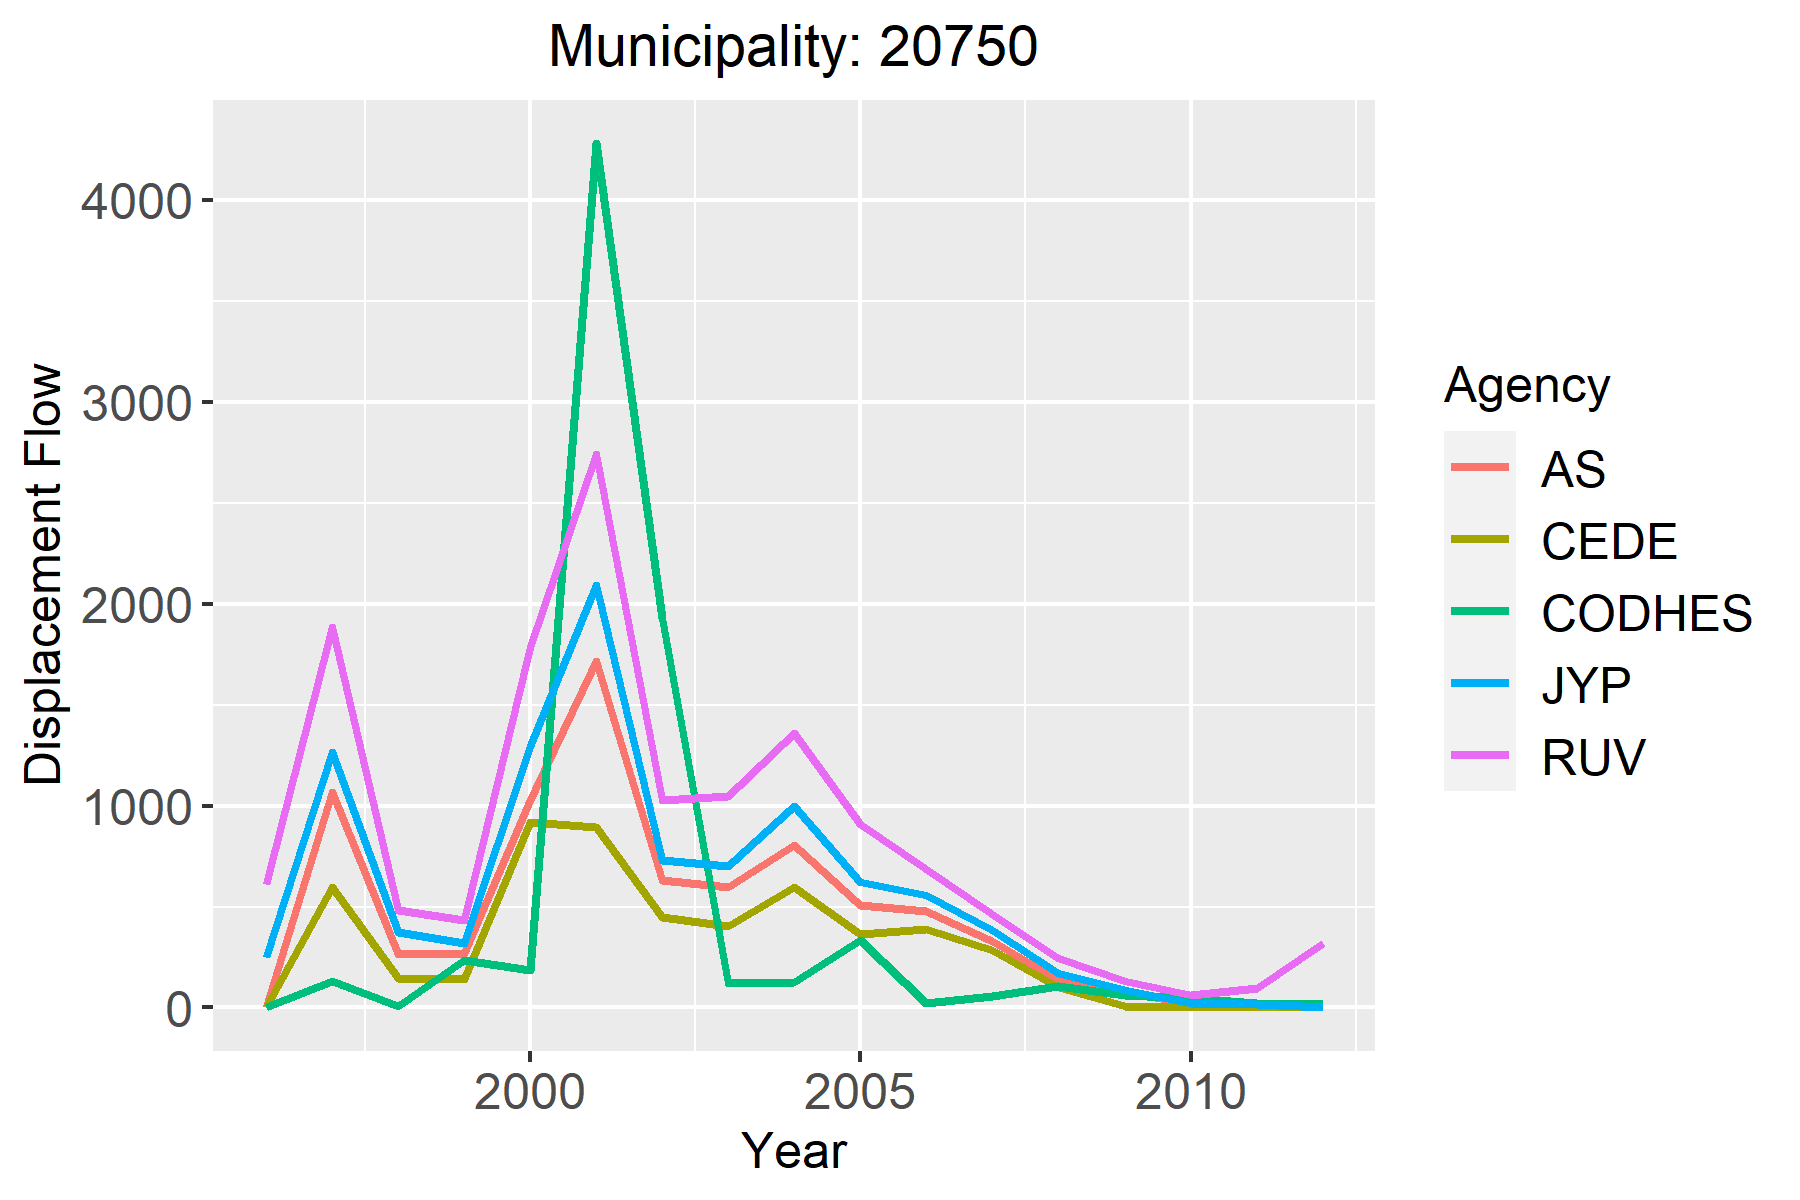 Municipality: 20750
Displacement Flow
4000
3000
2000
1000
0
2000 2005 2010
Year
Agency
AS
CEDE
CODHES
JYP
RUV